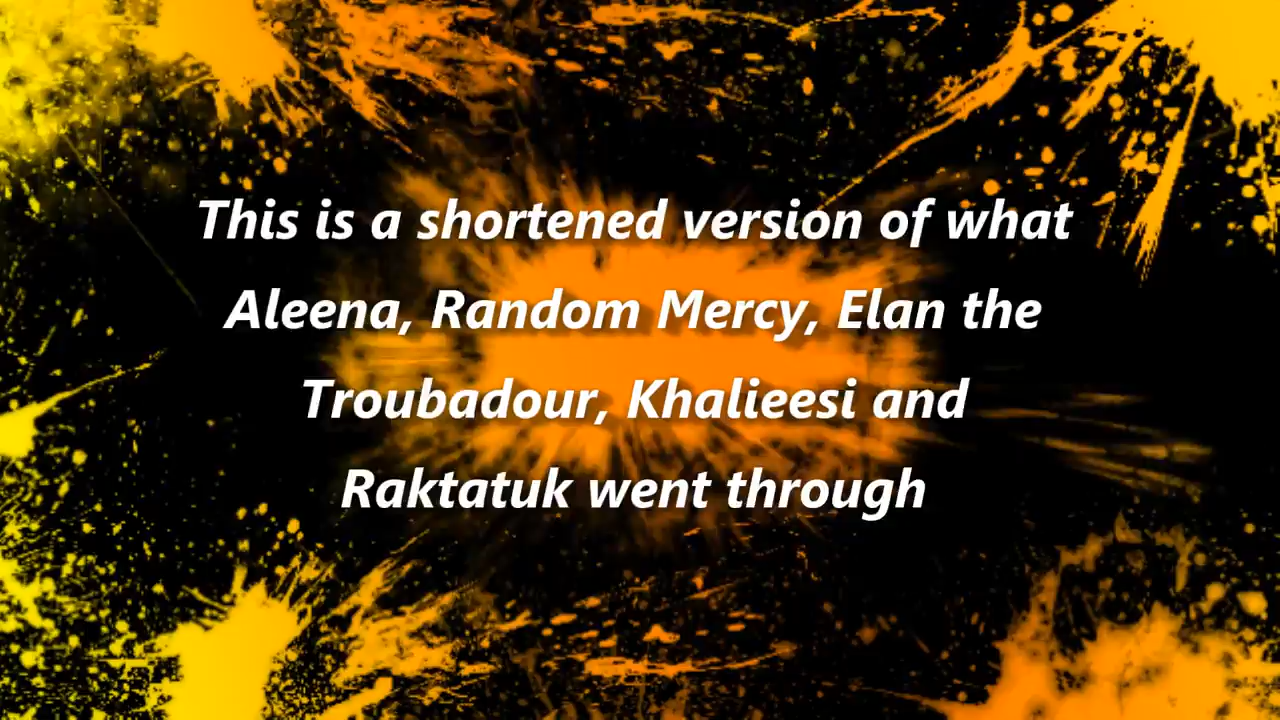 This is a shortened version of what
Aleena, Random Mercy, Elan the
Troubadour, Khalieesi and
Raktatuk went through